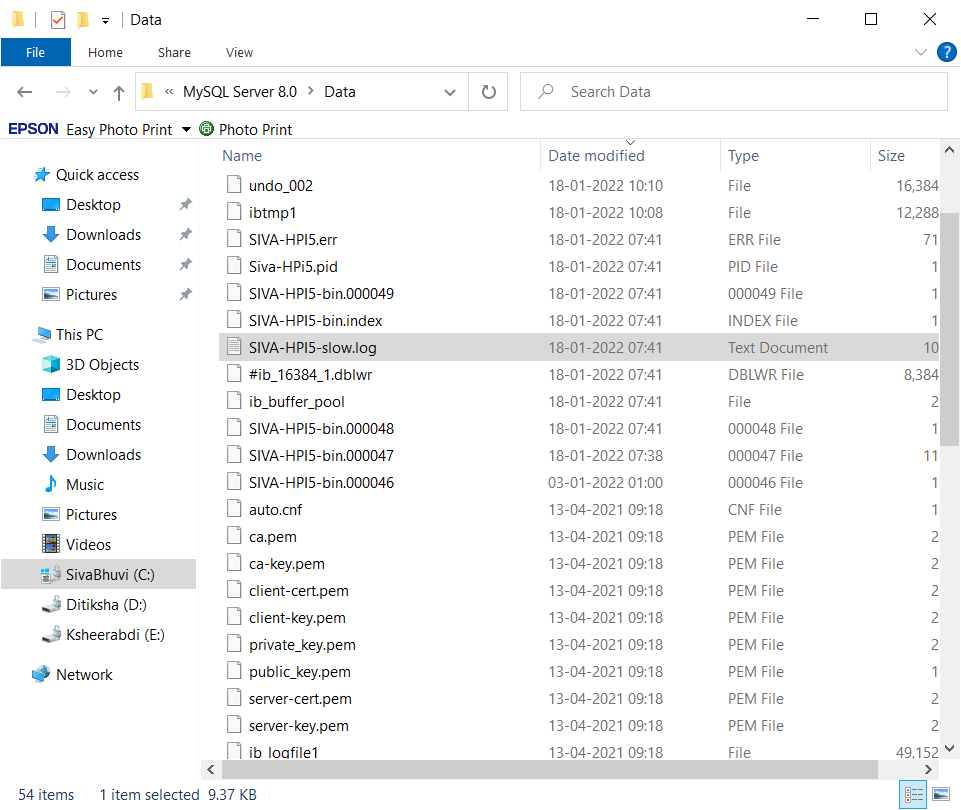 Data
File Home Share View
« MySQL Server 8.0 > Data Search Data
EPSON Easy Photo Print Photo Print
Name Date modified Type Size
Quick access
Desktop
Downloads
Documents
Pictures
This PC
3D Objects
Desktop
Documents
Downloads
Music
Pictures
Videos
SivaBhuvi (C:)
Ditiksha (D:)
Ksheerabdi (E:)
Network
undo_002 18-01-2022 10:10 File 16,384
ibtmp1 18-01-2022 10:08 File 12,288
SIVA-HPI5.err 18-01-2022 07:41 ERR File 71
Siva-HPi5.pid 18-01-2022 07:41 PID File 1
SIVA-HPI5-bin.000049 18-01-2022 07:41 000049 File 1
SIVA-HPI5-bin.index 18-01-2022 07:41 INDEX File 1
SIVA-HPI5-slow.log 18-01-2022 07:41 Text Document 10
#ib_16384_1.dblwr 18-01-2022 07:41 DBLWR File 8,384
ib_buffer_pool 18-01-2022 07:41 File 2
SIVA-HPI5-bin.000048 18-01-2022 07:41 000048 File 1
SIVA-HPI5-bin.000047 18-01-2022 07:38 000047 File 11
SIVA-HPI5-bin.000046 03-01-2022 01:00 000046 File 1
auto.cnf 13-04-2021 09:18 CNF File 1
ca.pem 13-04-2021 09:18 PEM File 2
ca-key.pem 13-04-2021 09:18 PEM File 2
client-cert.pem 13-04-2021 09:18 PEM File 2
client-key.pem 13-04-2021 09:18 PEM File 2
private_key.pem 13-04-2021 09:18 PEM File 2
public_key.pem 13-04-2021 09:18 PEM File 1
server-cert.pem 13-04-2021 09:18 PEM File 2
server-key.pem 13-04-2021 09:18 PEM File 2
ib_logfile1 13-04-2021 09:18 File 49,152
54 items 1 item selected 9.37 KB